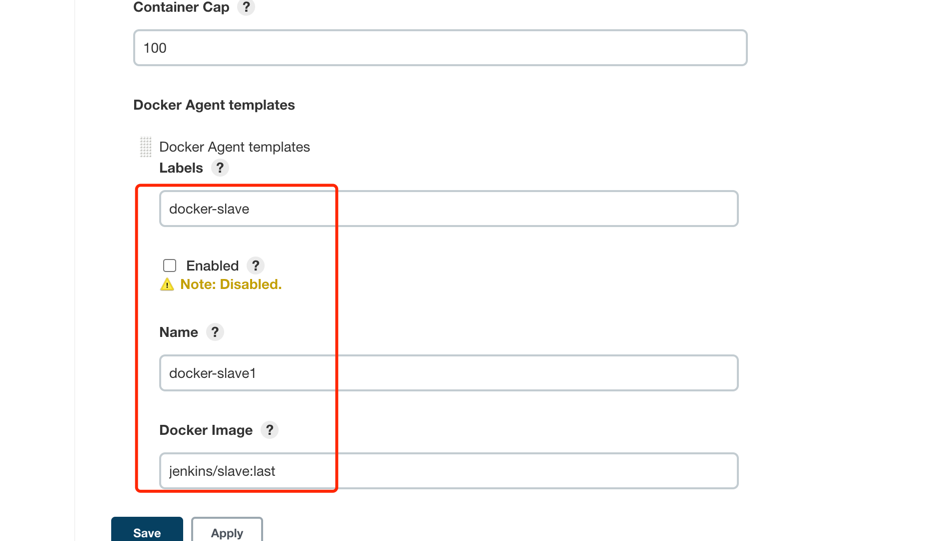 Container Cap ?
100
Docker Agent templates
Docker Agent templates
Labels ?
docker-slave
Enabled ?
Note: Disabled.
Name ?
docker-slave1
Docker Image ?
jenkins/slave:last
Save Apply